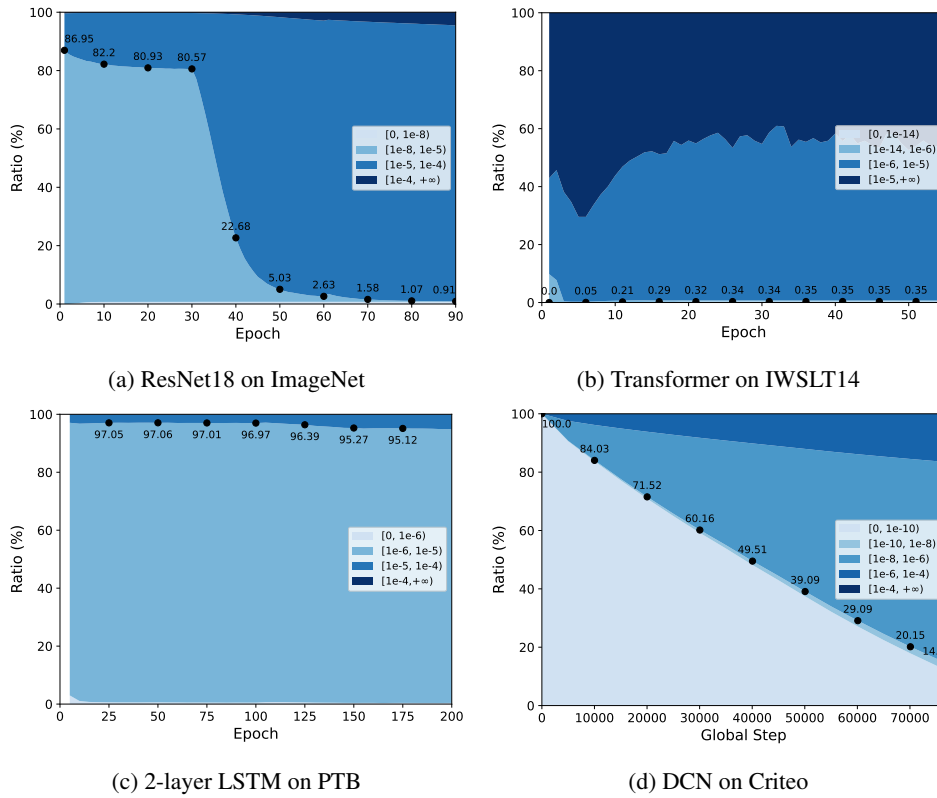 100
80
60
40
20
0
86.95
82.2
80.93
80.57
22.68
5.03
2.63
1.58
1.07
0.91
[0, 1e-8)
[1e-8, 1e-5)
[1e-5, 1e-4)
[1e-4, +∞)
Ratio (%)
0 10 20 30 40 50 60 70 80 90
Epoch
(a) ResNet18 on ImageNet
100
80
60
40
20
0
0.0 0.05 0.21 0.29 0.32 0.34 0.34 0.35 0.35 0.35 0.35
[0, 1e-14)
[1e-14, 1e-6)
[1e-6, 1e-5)
[1e-5,+∞)
Ratio (%)
0 10 20 30 40 50
Epoch
(b) Transformer on IWSLT14
100
80
60
40
20
0
97.05 97.06 97.01 96.97 96.39 95.27 95.12
[0, 1e-6)
[1e-6, 1e-5)
[1e-5, 1e-4)
[1e-4,+∞)
Ratio (%)
0 25 50 75 100 125 150 175 200
Epoch
(c) 2-layer LSTM on PTB
100
80
60
40
20
0
100.0
84.03
71.52
60.16
49.51
39.09
29.09
20.15
14
[0, 1e-10)
[1e-10, 1e-8)
[1e-8, 1e-6)
[1e-6, 1e-4)
[1e-4, +∞)
Ratio (%)
0 10000 20000 30000 40000 50000 60000 70000
Global Step
(d) DCN on Criteo